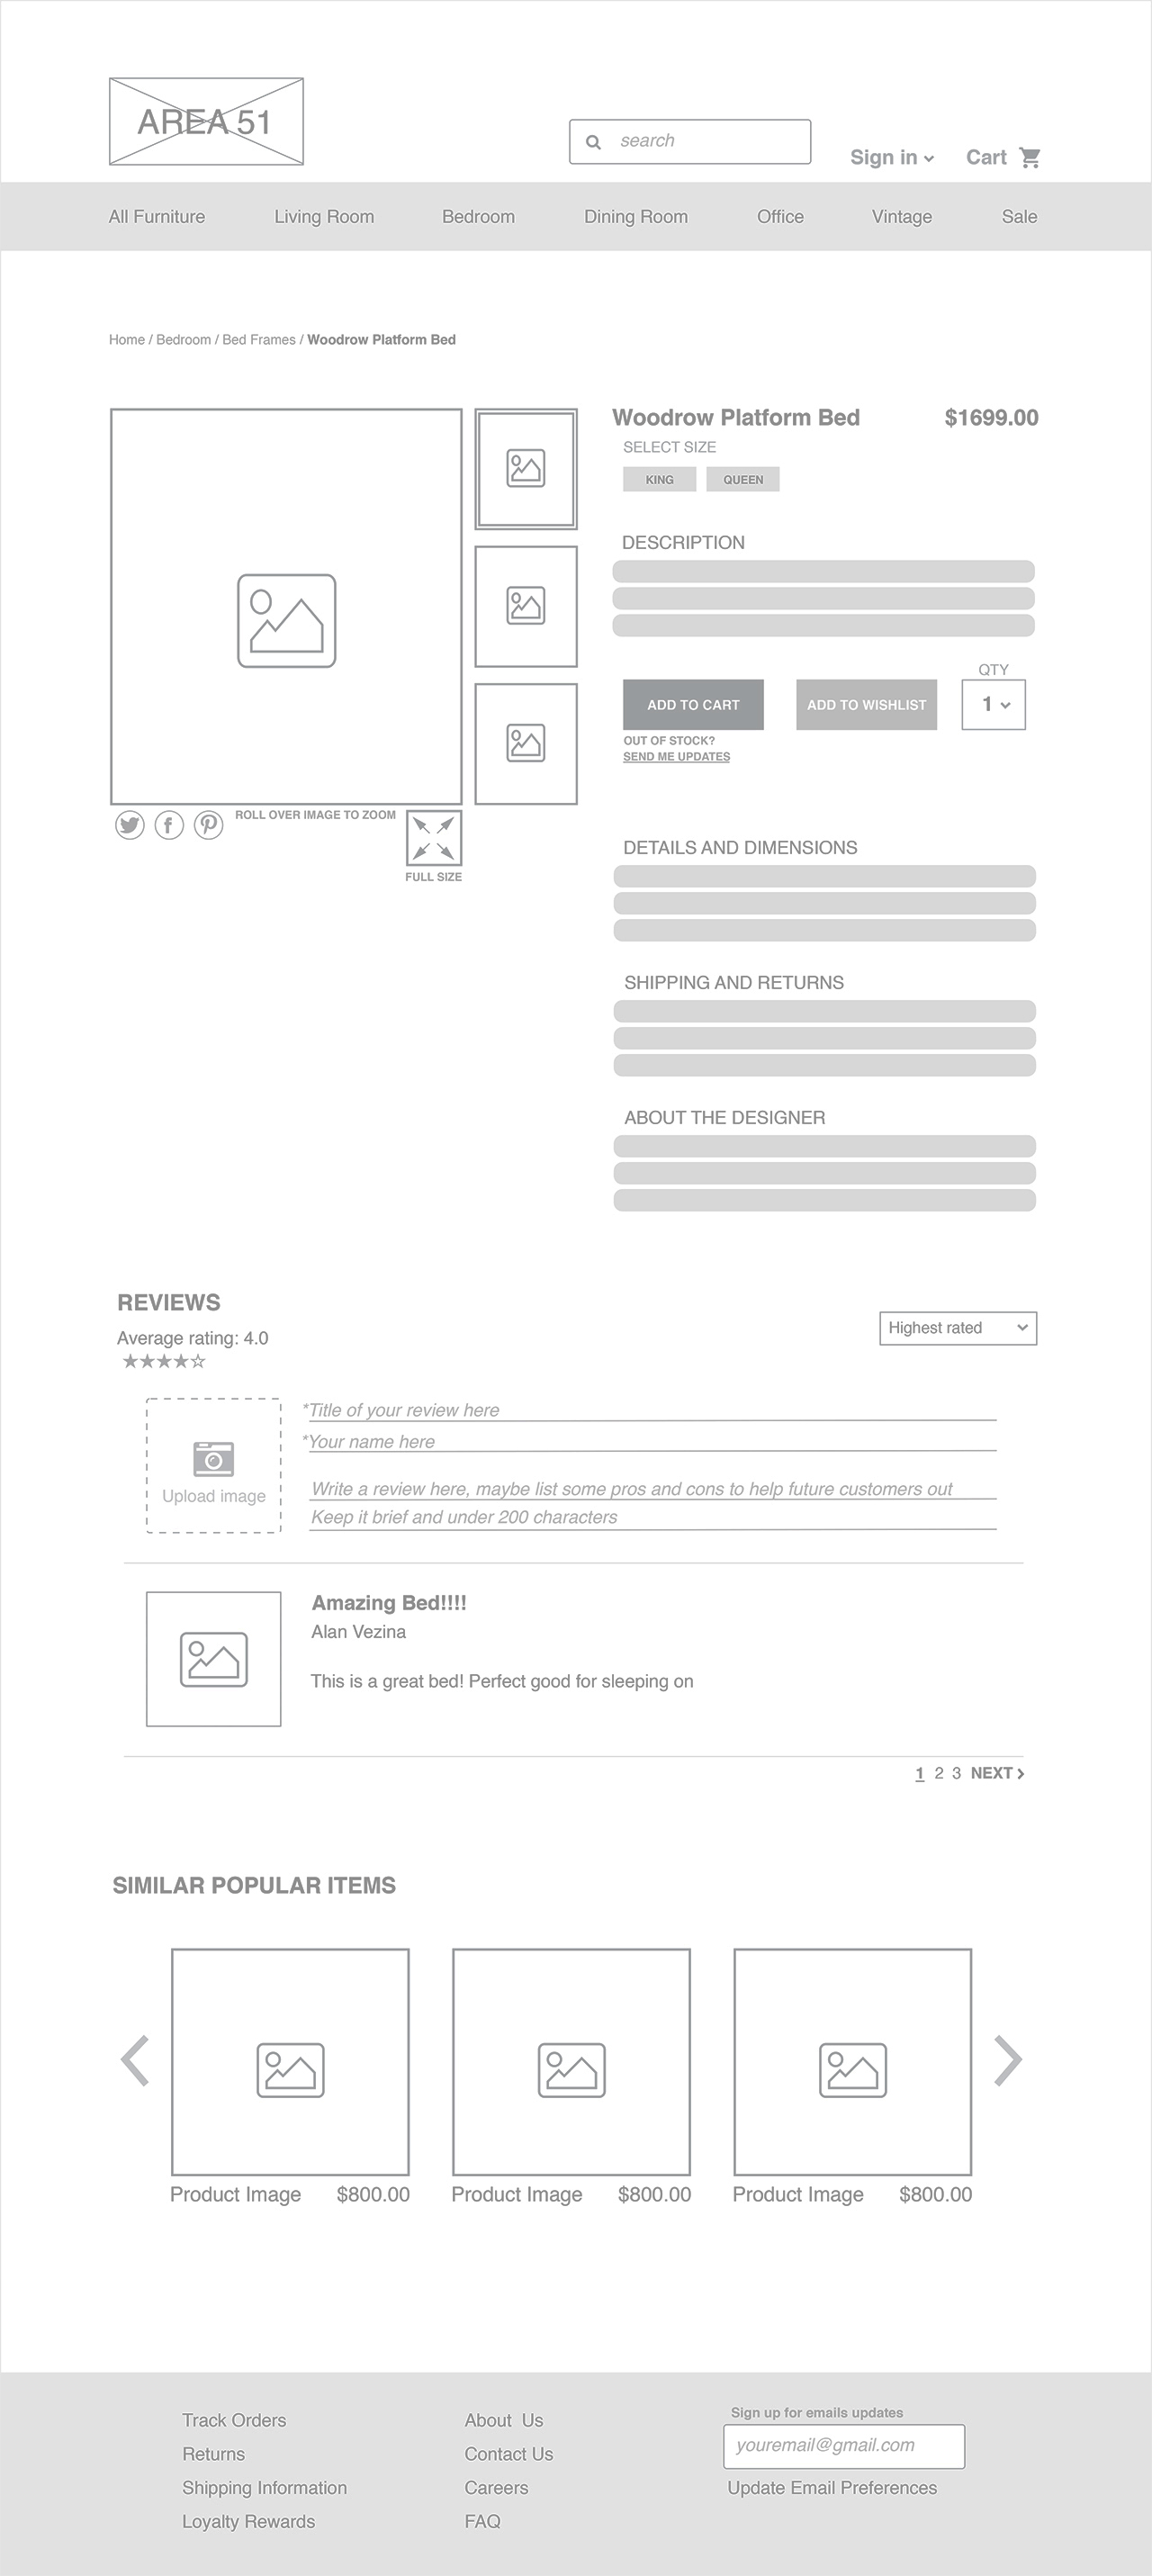 AREA 51
search
Sign in
Cart
All Furniture
Living Room
Bedroom
Dining Room
Office
Vintage
Sale
Home / Bedroom / Bed Frames / Woodrow Platform Bed
Woodrow Platform Bed
$1699.00
SELECT SIZE
KING
QUEEN
DESCRIPTION
QTY
ADD TO CART
ADD TO WISHLIST
1
OUT OF STOCK?
SEND ME UPDATES
ROLL OVER IMAGE TO ZOOM
FULL SIZE
DETAILS AND DIMENSIONS
SHIPPING AND RETURNS
ABOUT THE DESIGNER
REVIEWS
Average rating: 4.0
Highest rated
Upload image
*Title of your review here
*Your name here
Write a review here, maybe list some pros and cons to help future customers out
Keep it brief and under 200 characters
Amazing Bed!!!!
Alan Vezina
This is a great bed! Perfect good for sleeping on
1 2 3 NEXT
SIMILAR POPULAR ITEMS
Product Image $800.00
Product Image $800.00
Product Image $800.00
Track Orders
Returns
Shipping Information
Loyalty Rewards
About Us
Contact Us
Careers
FAQ
Sign up for emails updates
youremail@gmail.com
Update Email Preferences